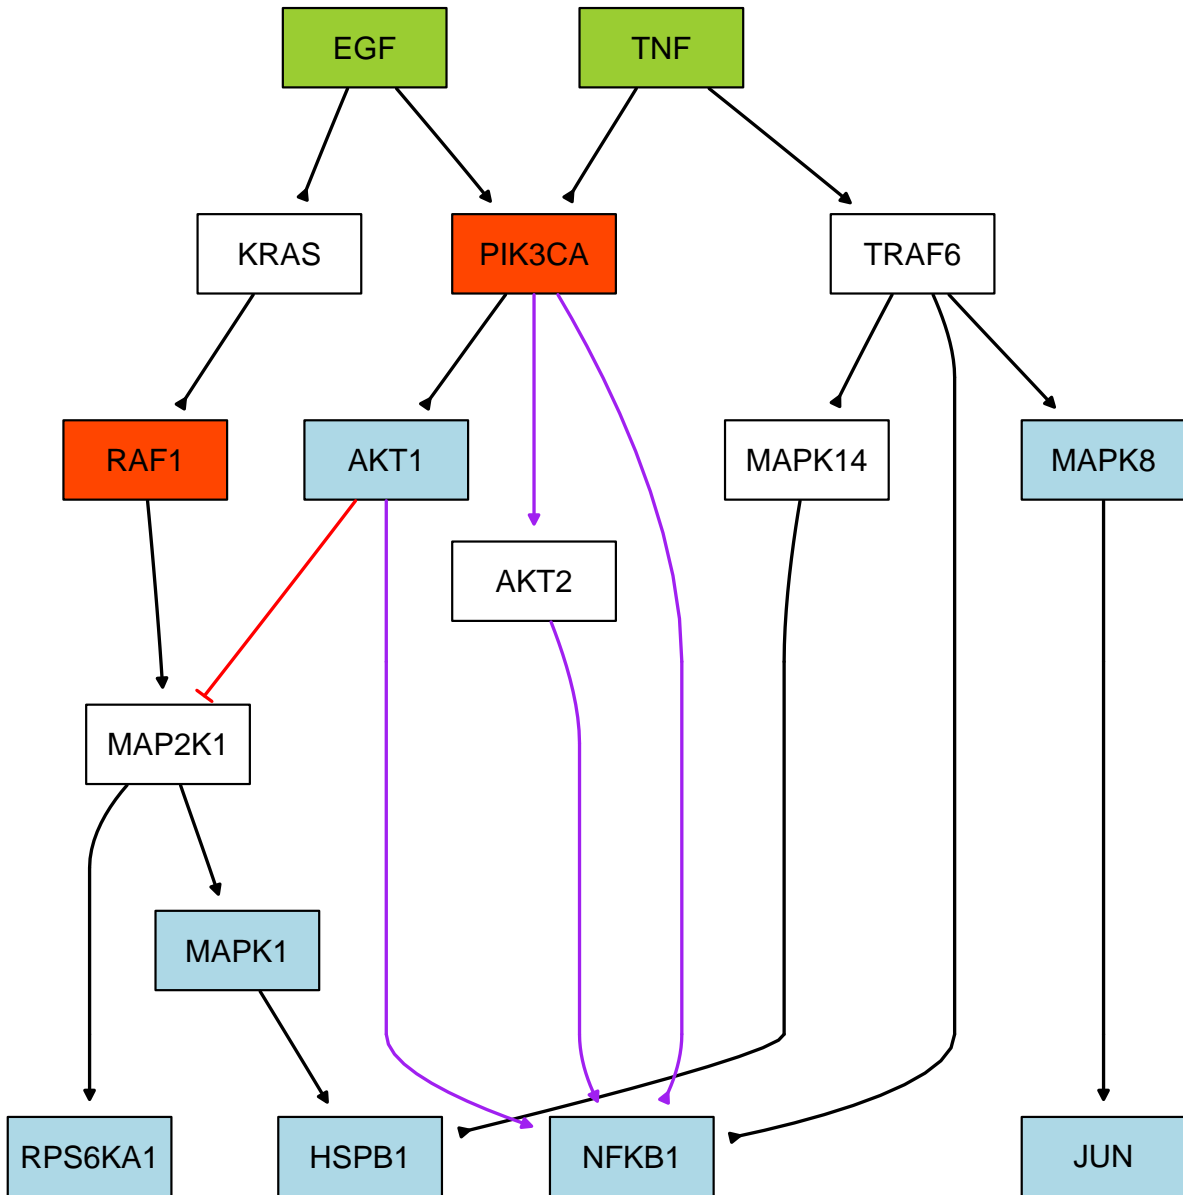 EGF
TNF
KRAS
PIK3CA
TRAF6
RAF1
AKT1
MAPK14
MAPK8
AKT2
MAP2K1
MAPK1
RPS6KA1
HSPB1
NFKB1
JUN